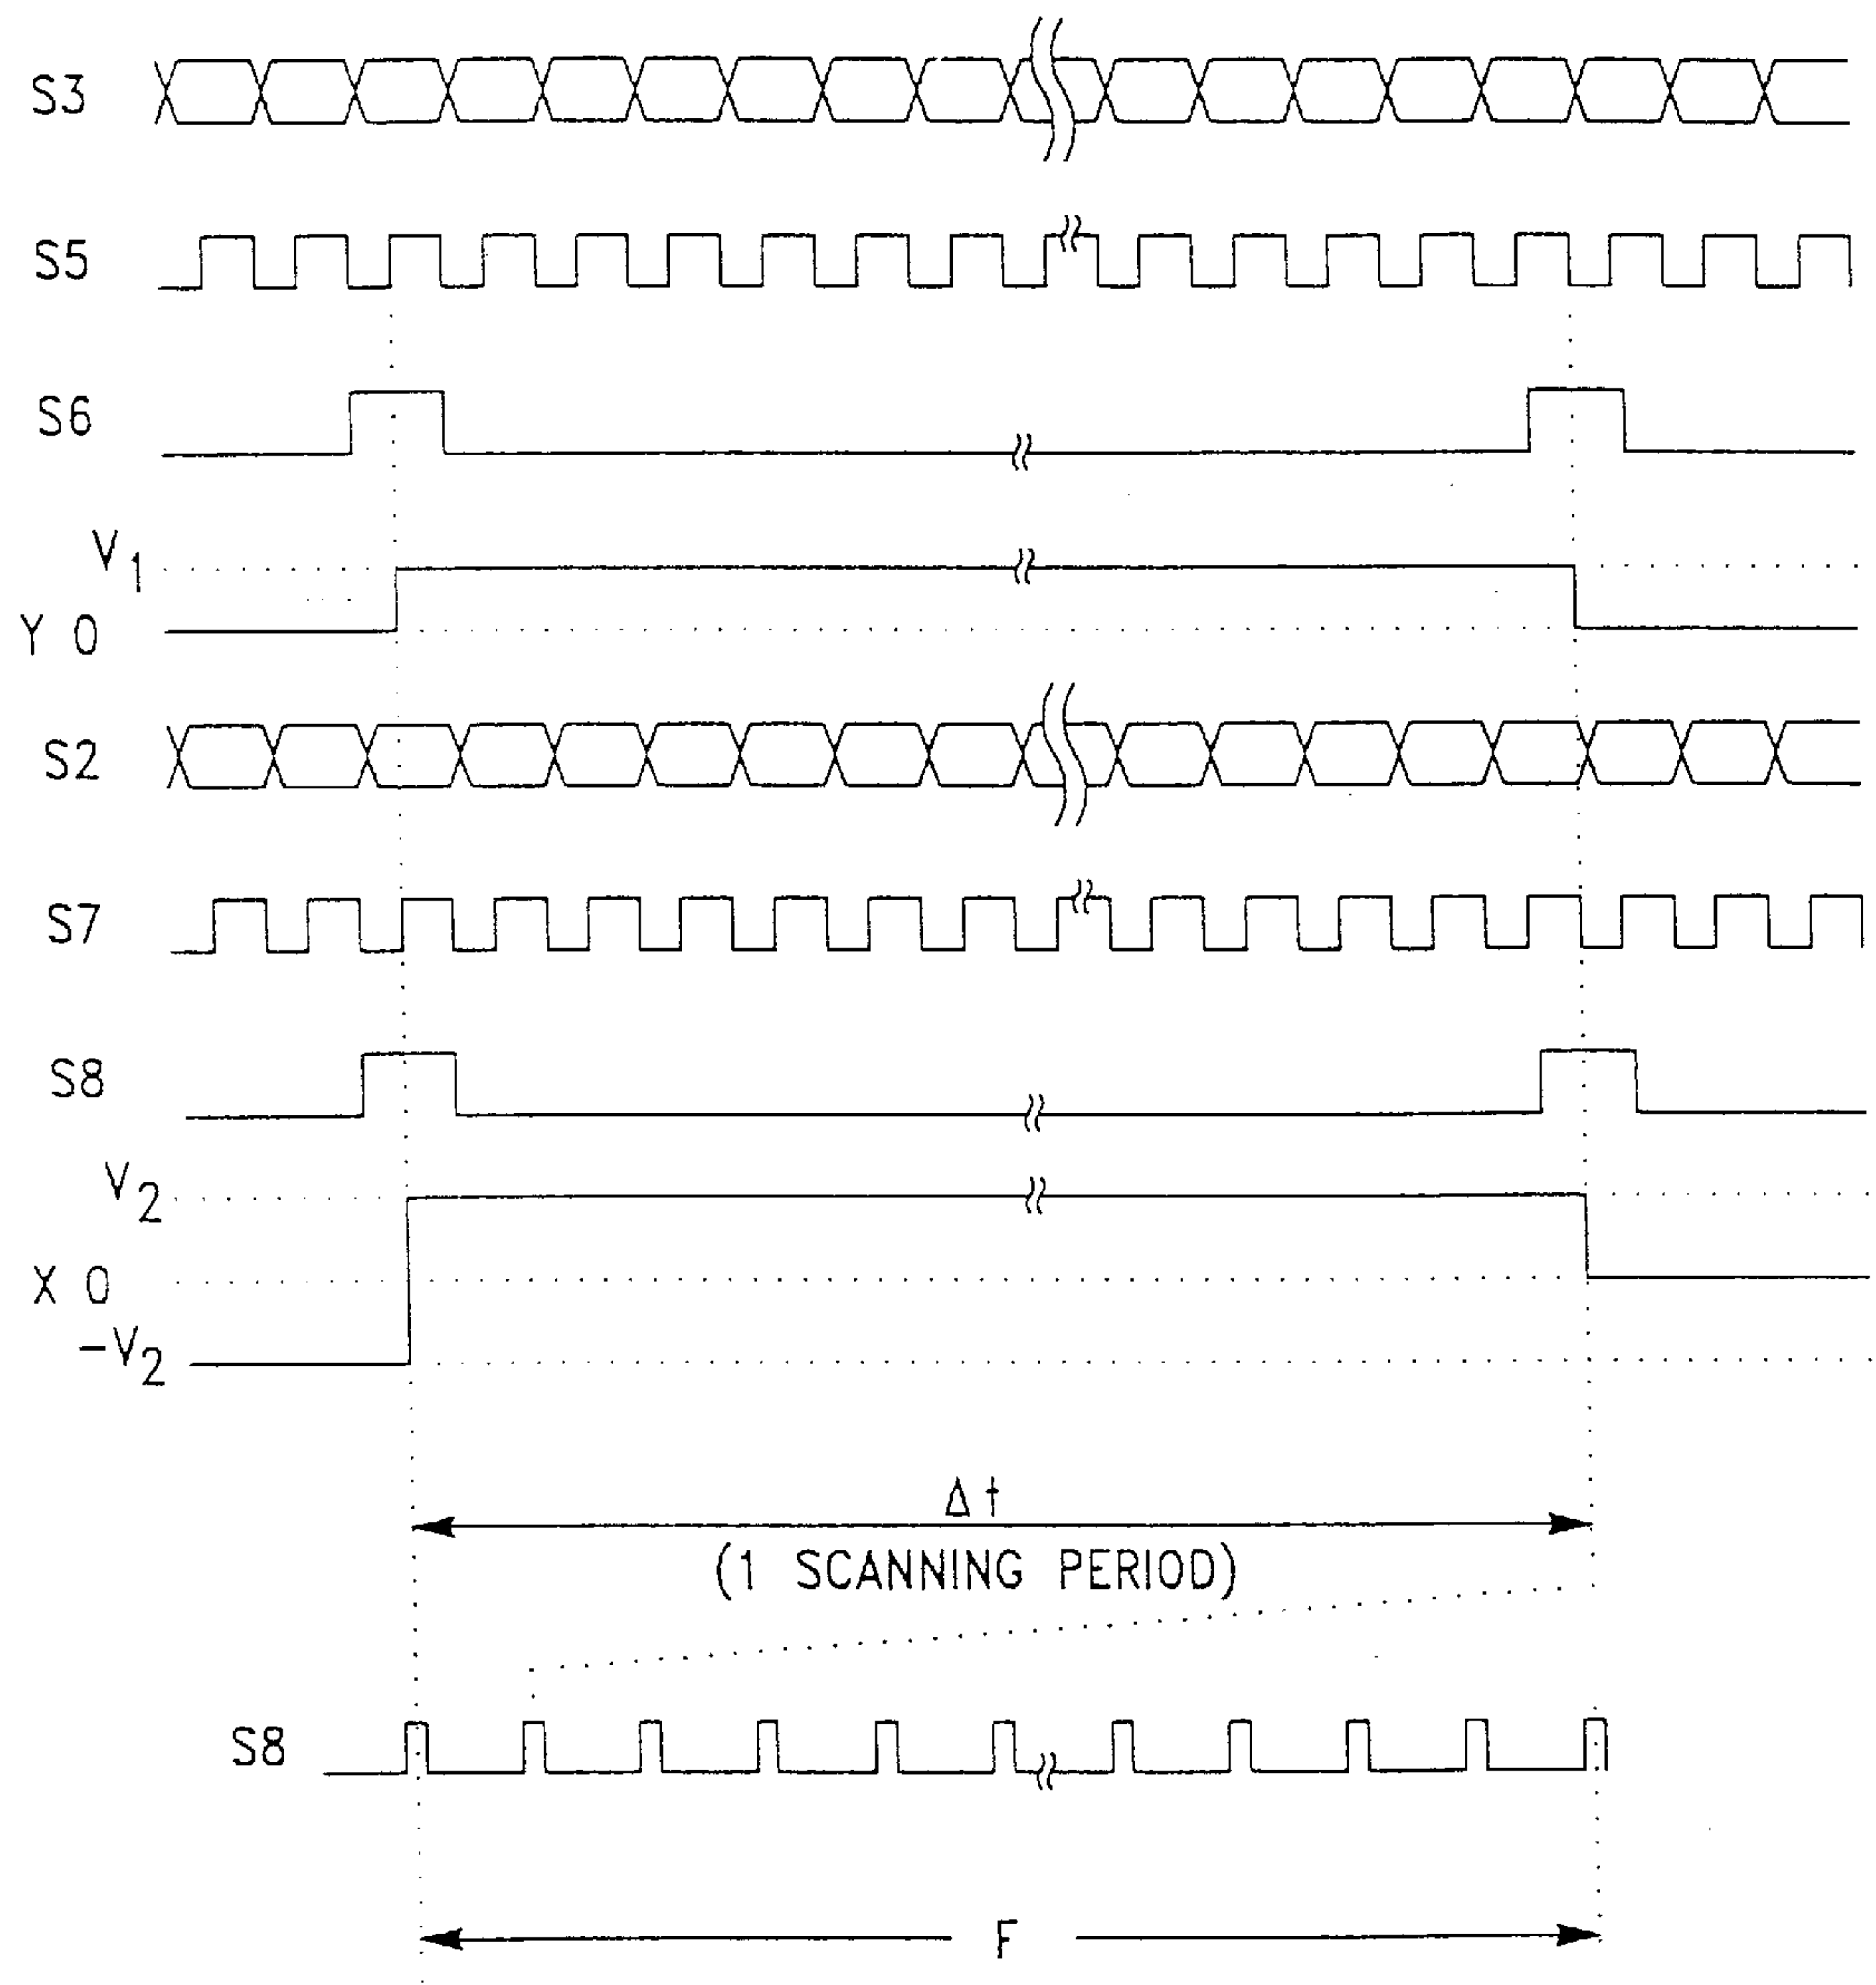 S3
S5
S6
V1
Y 0
S2
S7
S8
V2
X 0
-V2
Δt
(1 SCANNING PERIOD)
S8
F